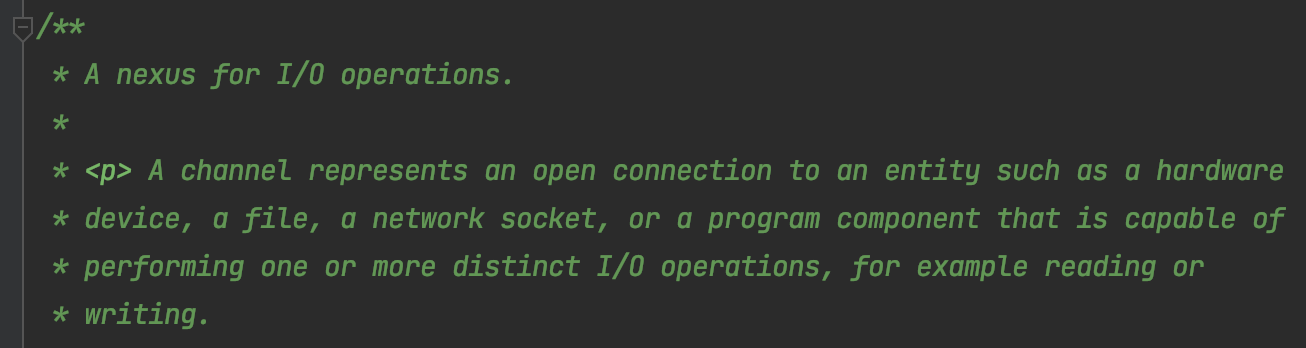 /**
* A nexus for I/O operations.
*
* <p> A channel represents an open connection to an entity such as a hardware
* device, a file, a network socket, or a program component that is capable of
* performing one or more distinct I/O operations, for example reading or
* writing.